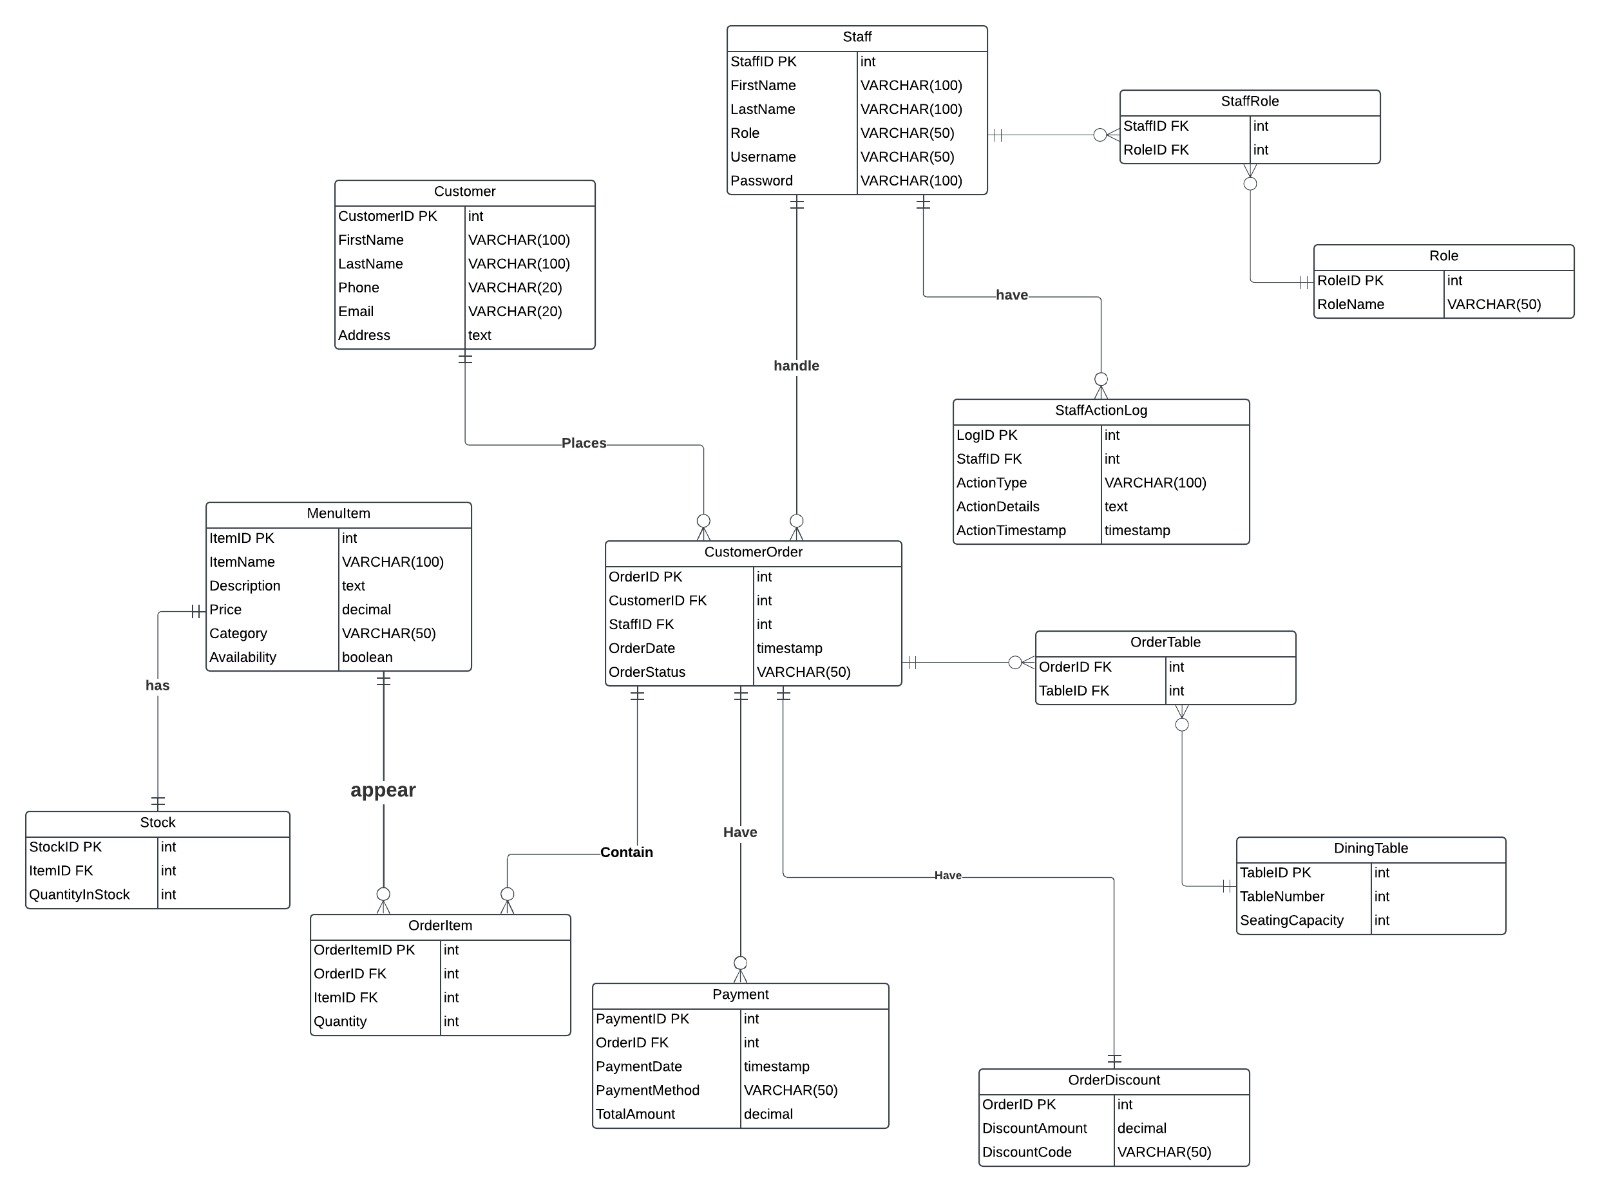 Staff
StaffID PK int
FirstName VARCHAR(100)
LastName VARCHAR(100)
Role VARCHAR(50)
Username VARCHAR(50)
Password VARCHAR(100)
StaffRole
StaffID FK int
RoleID FK int
Customer
CustomerID PK int
FirstName VARCHAR(100)
LastName VARCHAR(100)
Phone VARCHAR(20)
Email VARCHAR(20)
Address text
Role
RoleID PK int
RoleName VARCHAR(50)
have
handle
Places
StaffActionLog
LogID PK int
StaffID FK int
ActionType VARCHAR(100)
ActionDetails text
ActionTimestamp timestamp
MenuItem
ItemID PK int
ItemName VARCHAR(100)
Description text
Price decimal
Category VARCHAR(50)
Availability boolean
CustomerOrder
OrderID PK int
CustomerID FK int
StaffID FK int
OrderDate timestamp
OrderStatus VARCHAR(50)
OrderTable
OrderID FK int
TableID FK int
has
appear
Have
Contain
Have
Stock
StockID PK int
ItemID FK int
QuantityInStock int
DiningTable
TableID PK int
TableNumber int
SeatingCapacity int
OrderItem
OrderItemID PK int
OrderID FK int
ItemID FK int
Quantity int
Payment
PaymentID PK int
OrderID FK int
PaymentDate timestamp
PaymentMethod VARCHAR(50)
TotalAmount decimal
OrderDiscount
OrderID PK int
DiscountAmount decimal
DiscountCode VARCHAR(50)